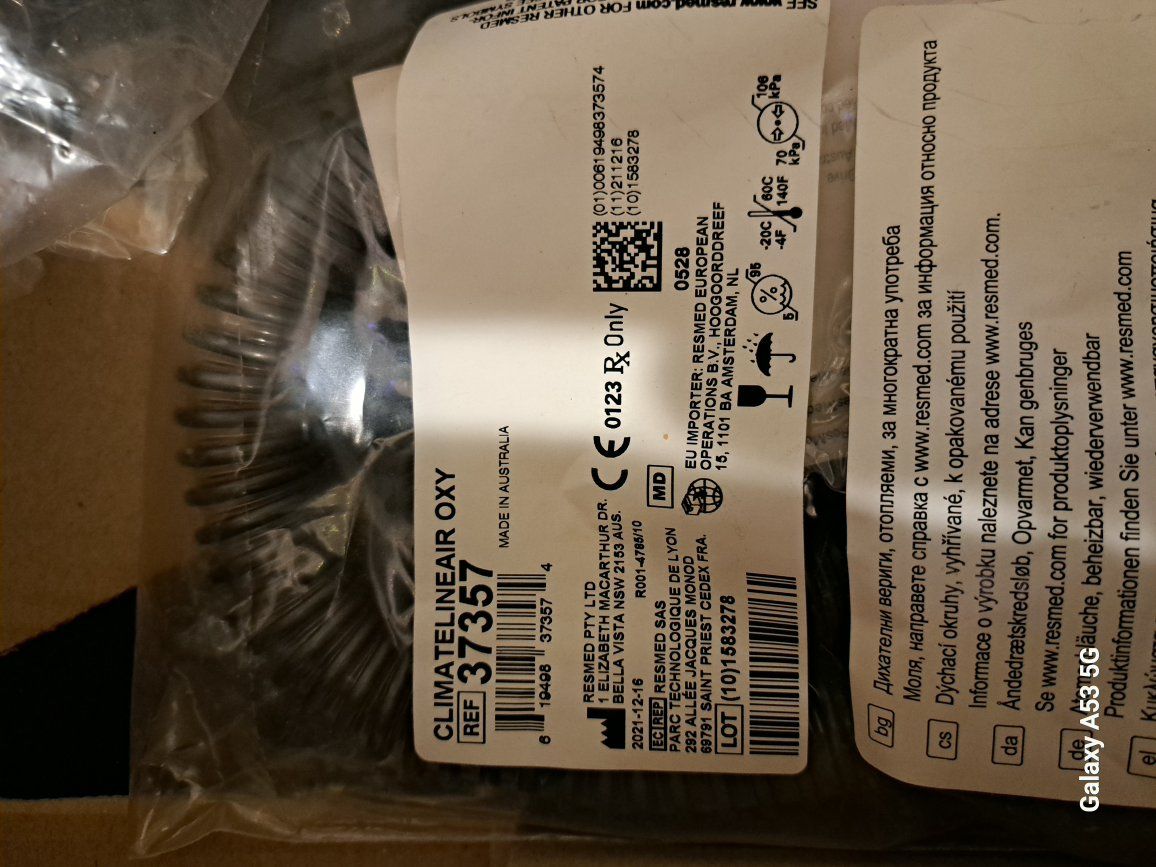 SEE www.resmed.com FOR OTHER RESMED
CLIMATELINEAIR OXY
REF 37357
MADE IN AUSTRALIA
6 19498 37357 4
RESMED PTY LTD
1 ELIZABETH MACARTHUR DR.
BELLA VISTA NSW 2153 AUS.
2021-12-16
R001-4785/10
EC REP RESMED SAS
PARC TECHNOLOGIQUE DE LYON
292 ALLÉE JACQUES MONOD
69791 SAINT PRIEST CEDEX FRA.
LOT (10)1583278
CE 0123 Rx Only
(01)00619498373574
(11)211216
(10)1583278
MD
0528
EU IMPORTER: RESMED EUROPEAN
OPERATIONS B.V., HOOGOORDDREEF
15, 1101 BA AMSTERDAM, NL
5 % 95
-20C 60C
-4F 140F
70 kPa 106 kPa
bg Дихателни вериги, отопляеми, за многократна употреба
Моля, направете справка с www.resmed.com за информация относно продукта
cs Dýchací okruhy, vyhřívané, k opakovanému použití
Informace o výrobku naleznete na adrese www.resmed.com.
da Åndedrætskredsløb, Opvarmet, Kan genbruges
Se www.resmed.com for produktoplysninger
de beheizbar, wiederverwendbar
Produktinformationen finden Sie unter www.resmed.com
el
Galaxy A53 5G